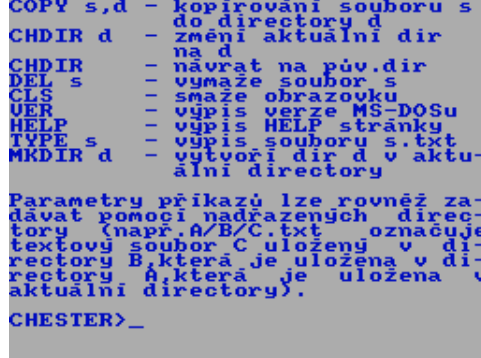 COPY s,d - kopírování souboru s
do directory d
CHDIR d - změní aktuální dir
na d
CHDIR - návrat na pův.dir
DEL s - vymaže soubor s
CLS - smaže obrazovku
VER - výpis verze MS-DOSu
HELP - výpis HELP stránky
TYPE s - výpis souboru s.txt
MKDIR d - vytvoří dir d v aktu-
ální directory
Parametry příkazů lze rovněž za-
dávat pomocí nadřazených direc-
tory (např.A/B/C.txt označuje
textový soubor C uložený v di-
rectory B,která je uložena v di-
rectory A,která je uložena v
aktuální directory).
CHESTER>_